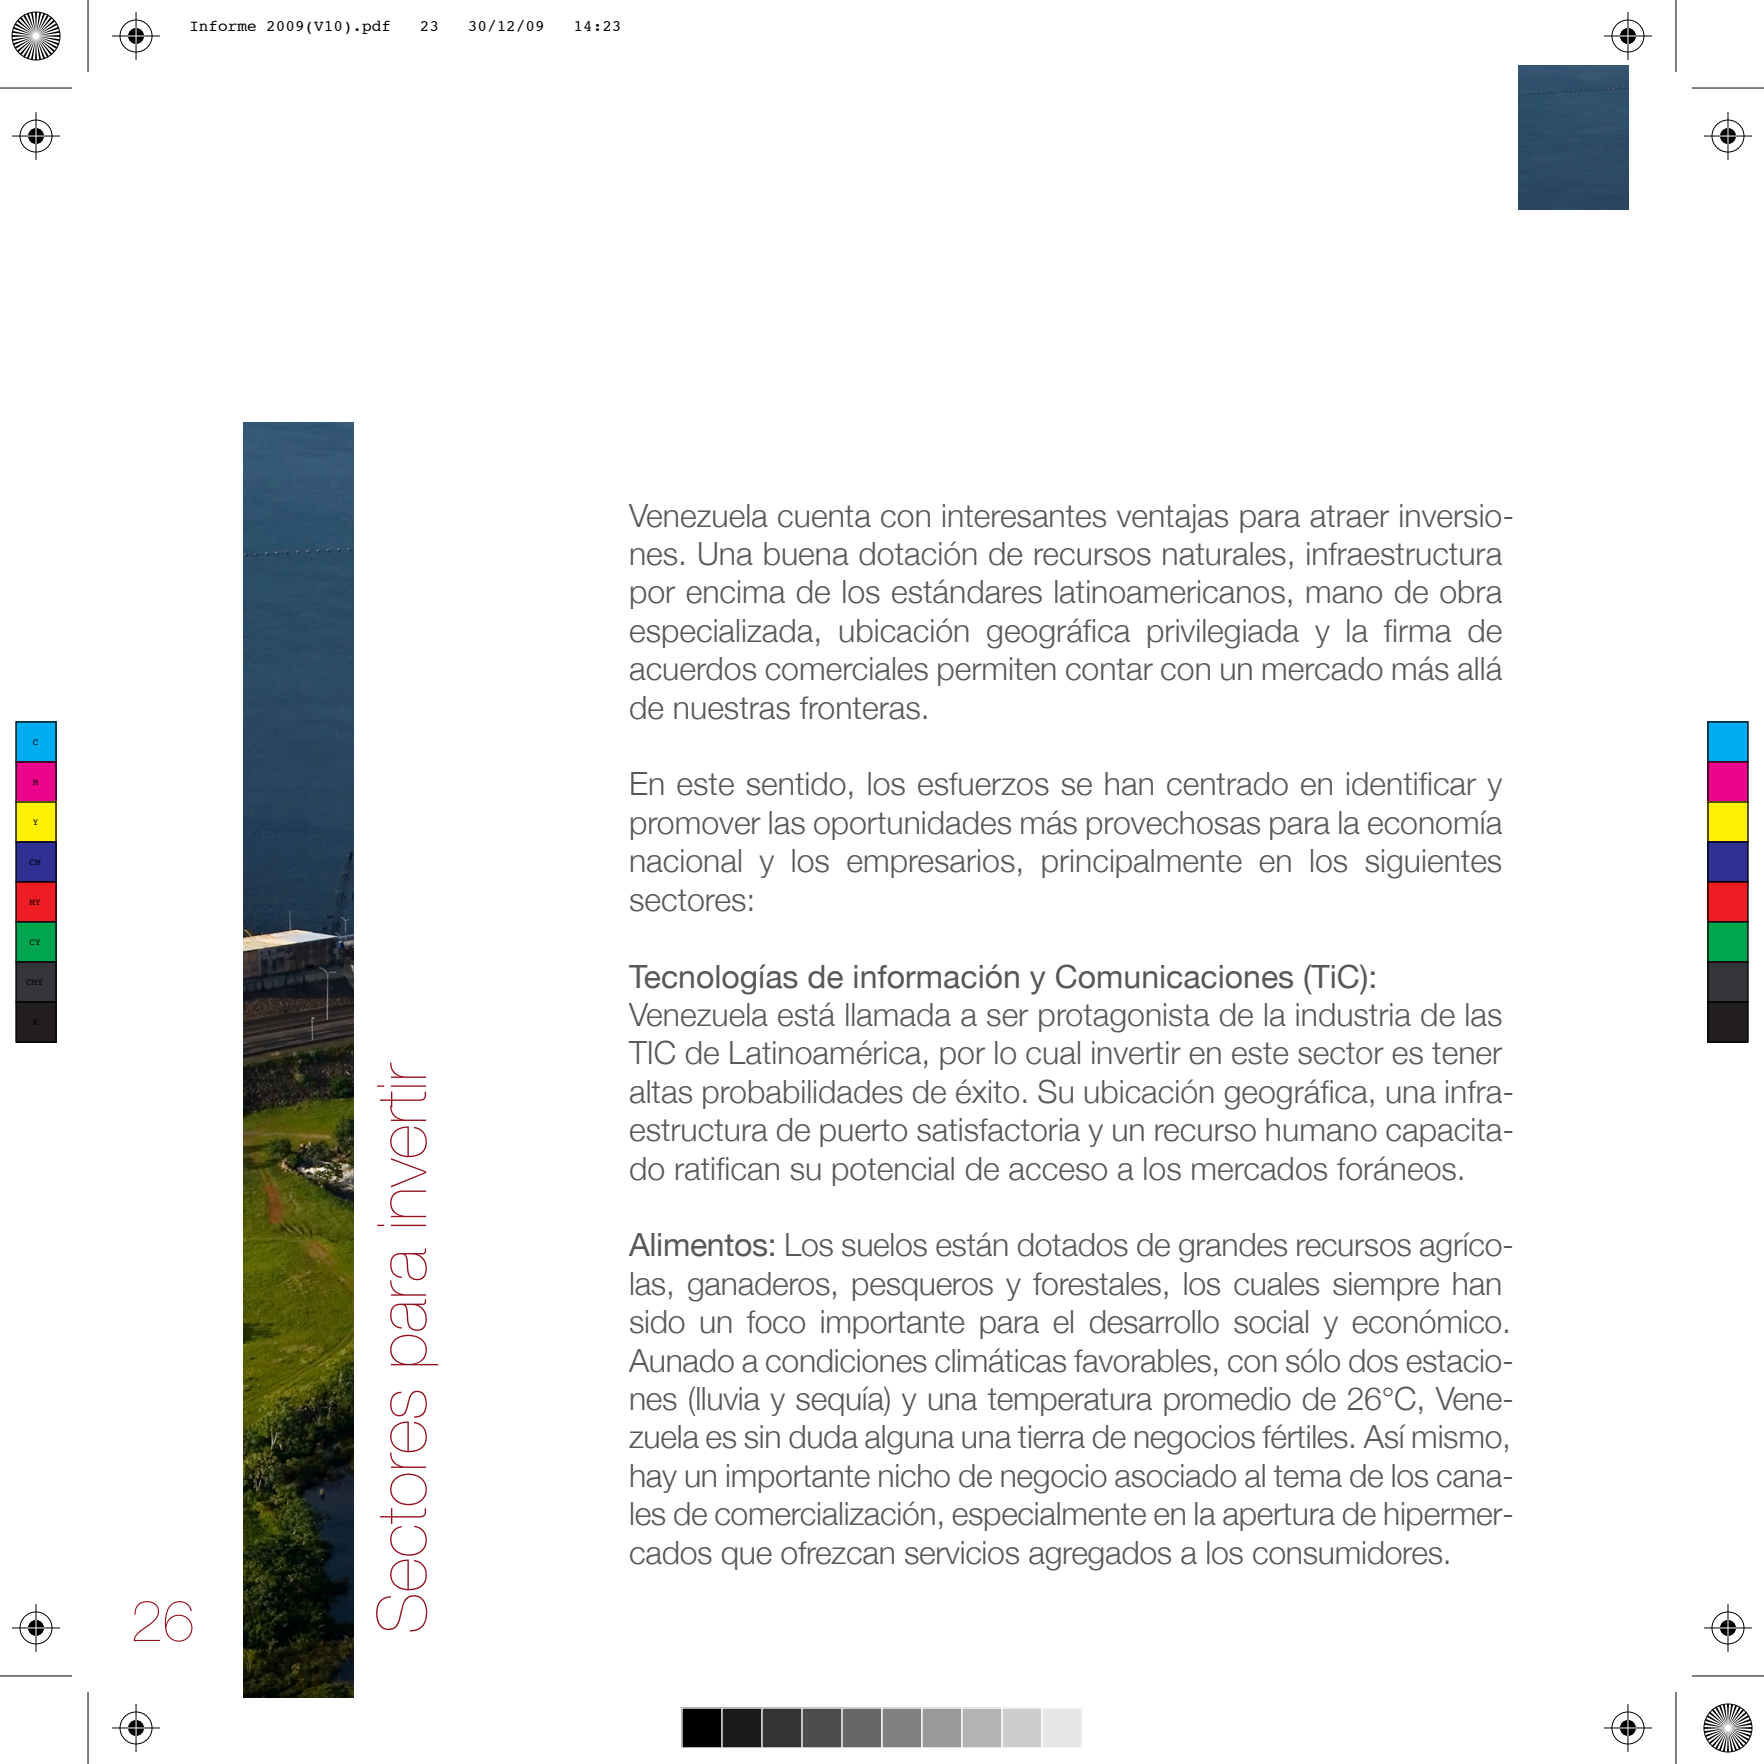 Informe 2009(V10).pdf 23 30/12/09 14:23
Venezuela cuenta con interesantes ventajas para atraer inversio-
nes. Una buena dotación de recursos naturales, infraestructura
por encima de los estándares latinoamericanos, mano de obra
especializada, ubicación geográfica privilegiada y la firma de
acuerdos comerciales permiten contar con un mercado más allá
de nuestras fronteras.
En este sentido, los esfuerzos se han centrado en identificar y
promover las oportunidades más provechosas para la economía
nacional y los empresarios, principalmente en los siguientes
sectores:
Tecnologías de información y Comunicaciones (TiC):
Venezuela está llamada a ser protagonista de la industria de las
TIC de Latinoamérica, por lo cual invertir en este sector es tener
altas probabilidades de éxito. Su ubicación geográfica, una infra-
estructura de puerto satisfactoria y un recurso humano capacita-
do ratifican su potencial de acceso a los mercados foráneos.
Alimentos: Los suelos están dotados de grandes recursos agríco-
las, ganaderos, pesqueros y forestales, los cuales siempre han
sido un foco importante para el desarrollo social y económico.
Aunado a condiciones climáticas favorables, con sólo dos estacio-
nes (lluvia y sequía) y una temperatura promedio de 26°C, Vene-
zuela es sin duda alguna una tierra de negocios fértiles. Así mismo,
hay un importante nicho de negocio asociado al tema de los cana-
les de comercialización, especialmente en la apertura de hipermer-
cados que ofrezcan servicios agregados a los consumidores.
Sectores para invertir
26
C
M
Y
CM
MY
CY
CMY
K